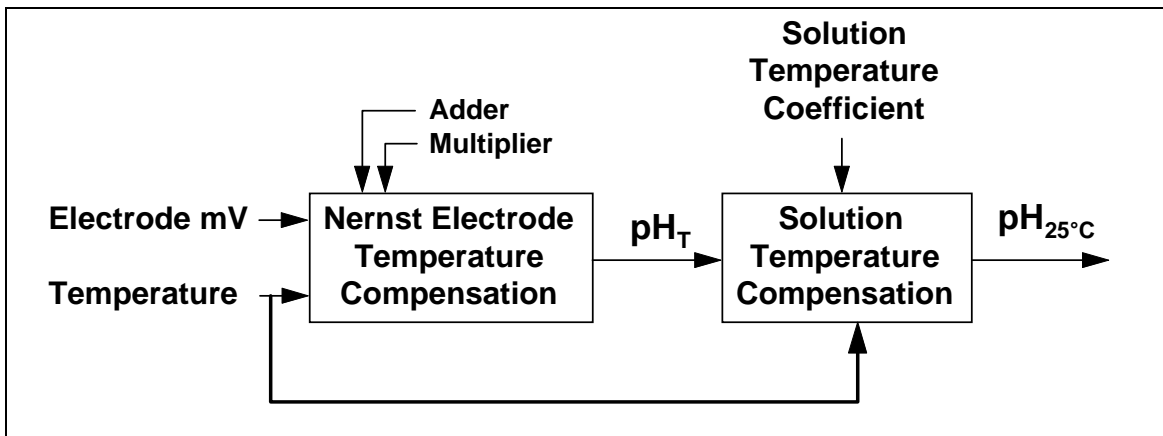 Solution
Temperature
Coefficient
Adder
Multiplier
Electrode mV
Temperature
Nernst Electrode
Temperature
Compensation
pH_T
Solution
Temperature
Compensation
pH_25°C